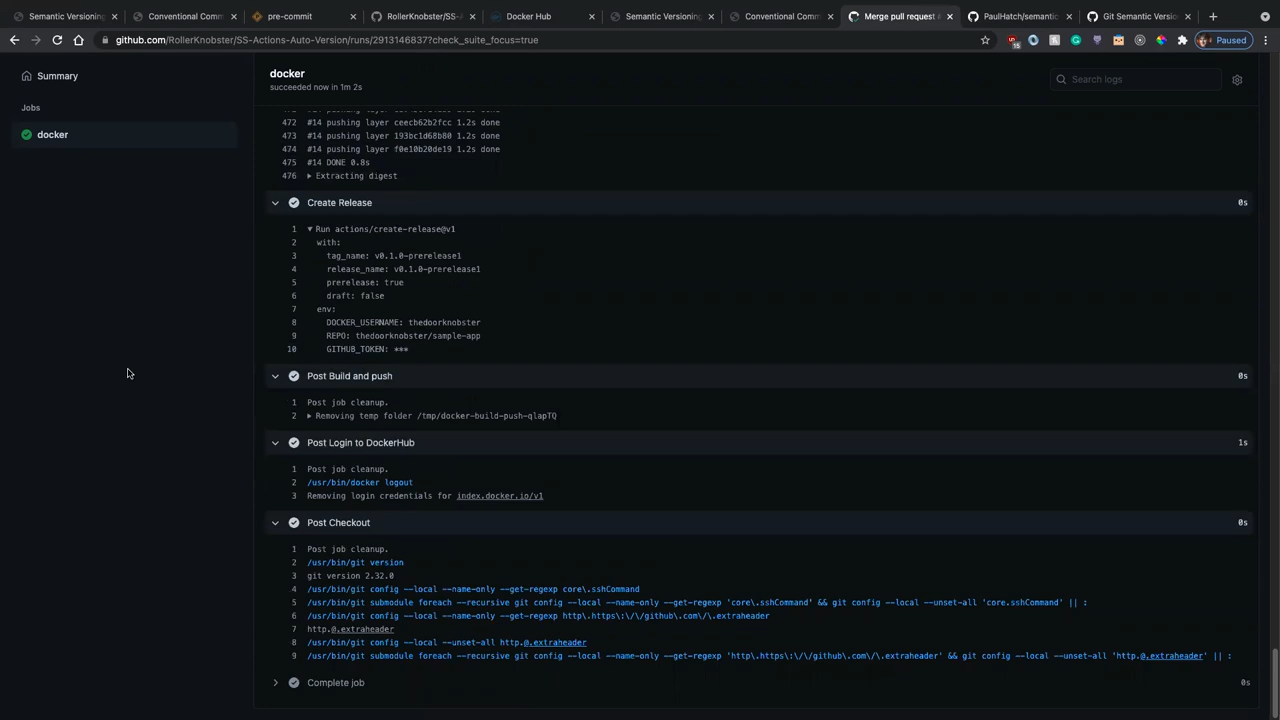 Semantic Versioning
Conventional Comm
pre-commit
RollerKnobster/SS-
Docker Hub
Semantic Versioning
Conventional Comm
Merge pull request
PaulHatch/semantic
Git Semantic Versio
github.com/RollerKnobster/SS-Actions-Auto-Version/runs/2913146837?check_suite_focus=true
15
Paused
Summary
Jobs
docker
docker
succeeded now in 1m 2s
Search logs
472 #14 pushing layer ceecb62b2fcc 1.2s done
473 #14 pushing layer 193bc1d68b80 1.2s done
474 #14 pushing layer f0e10b20de19 1.2s done
475 #14 DONE 0.8s
476 Extracting digest
Create Release 0s
1 Run actions/create-release@v1
2 with:
3 tag_name: v0.1.0-prerelease1
4 release_name: v0.1.0-prerelease1
5 prerelease: true
6 draft: false
7 env:
8 DOCKER_USERNAME: thedoorknobster
9 REPO: thedoorknobster/sample-app
10 GITHUB_TOKEN: ***
Post Build and push 0s
1 Post job cleanup.
2 Removing temp folder /tmp/docker-build-push-qlapTQ
Post Login to DockerHub 1s
1 Post job cleanup.
2 /usr/bin/docker logout
3 Removing login credentials for index.docker.io/v1
Post Checkout 0s
1 Post job cleanup.
2 /usr/bin/git version
3 git version 2.32.0
4 /usr/bin/git config --local --name-only --get-regexp core\.sshCommand
5 /usr/bin/git submodule foreach --recursive git config --local --name-only --get-regexp 'core\.sshCommand' && git config --local --unset-all 'core.sshCommand' || :
6 /usr/bin/git config --local --name-only --get-regexp http\.https\:\/\/github\.com\/\.extraheader
7 http.@.extraheader
8 /usr/bin/git config --local --unset-all http.@.extraheader
9 /usr/bin/git submodule foreach --recursive git config --local --name-only --get-regexp 'http\.https\:\/\/github\.com\/\.extraheader' && git config --local --unset-all 'http.@.extraheader' || :
Complete job 0s